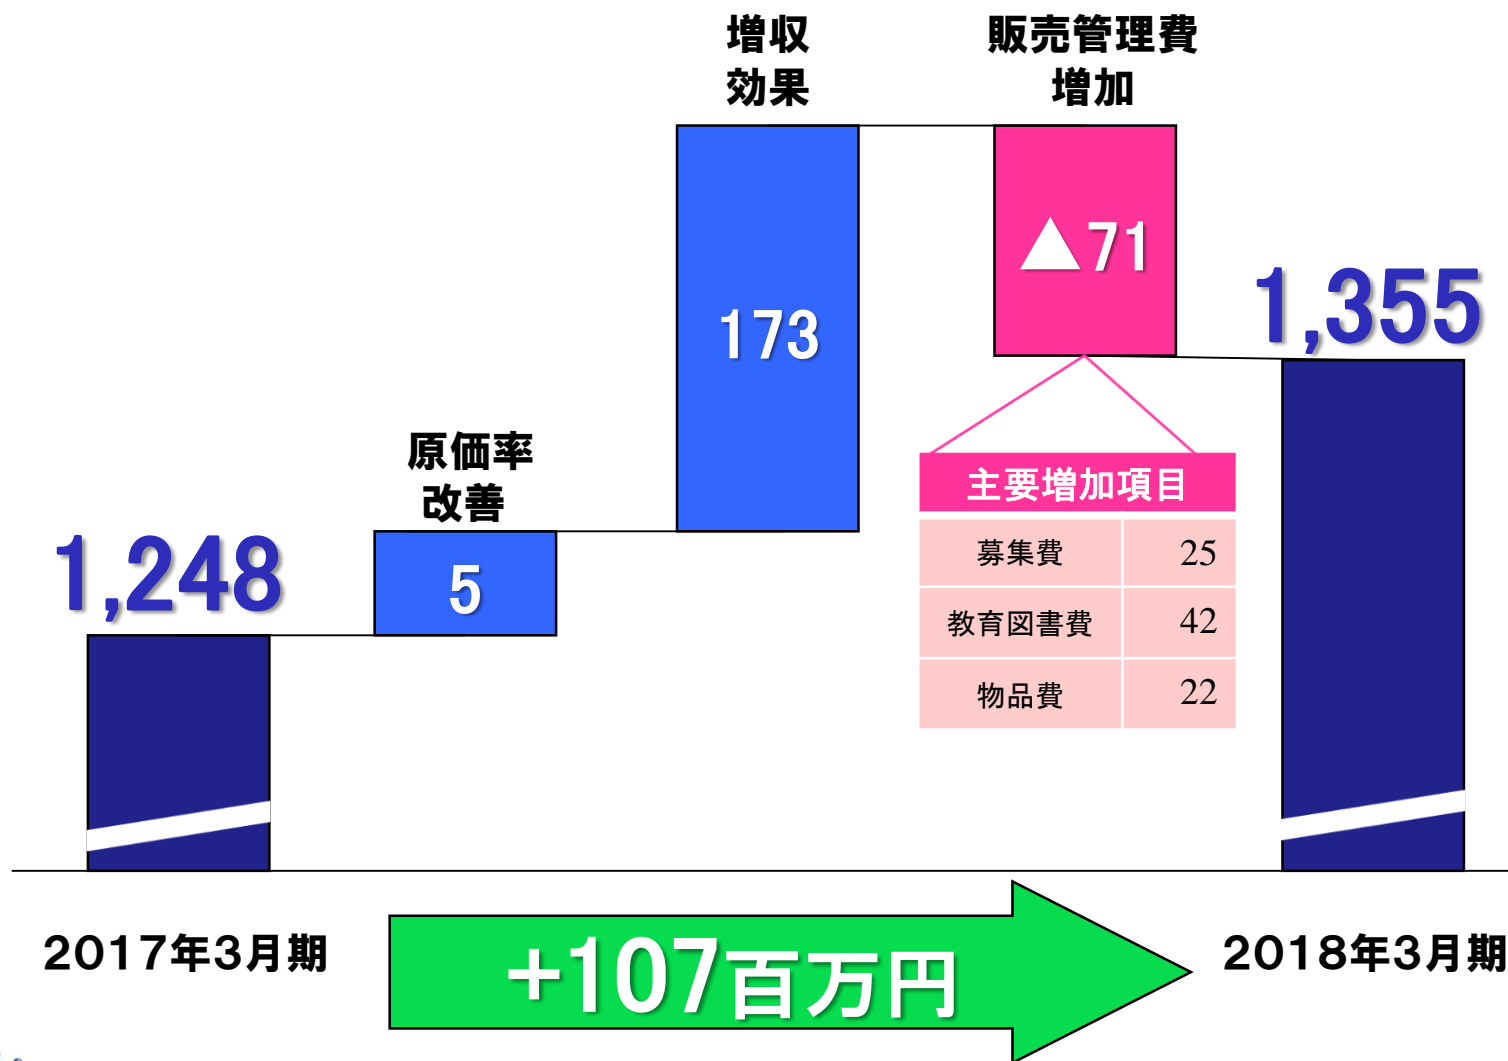 増収
効果
販売管理費
増加
▲71
1,355
173
原価率
改善
1,248
5
主要増加項目
募集費 25
教育図書費 42
物品費 22
2017年3月期
+107百万円
2018年3月期